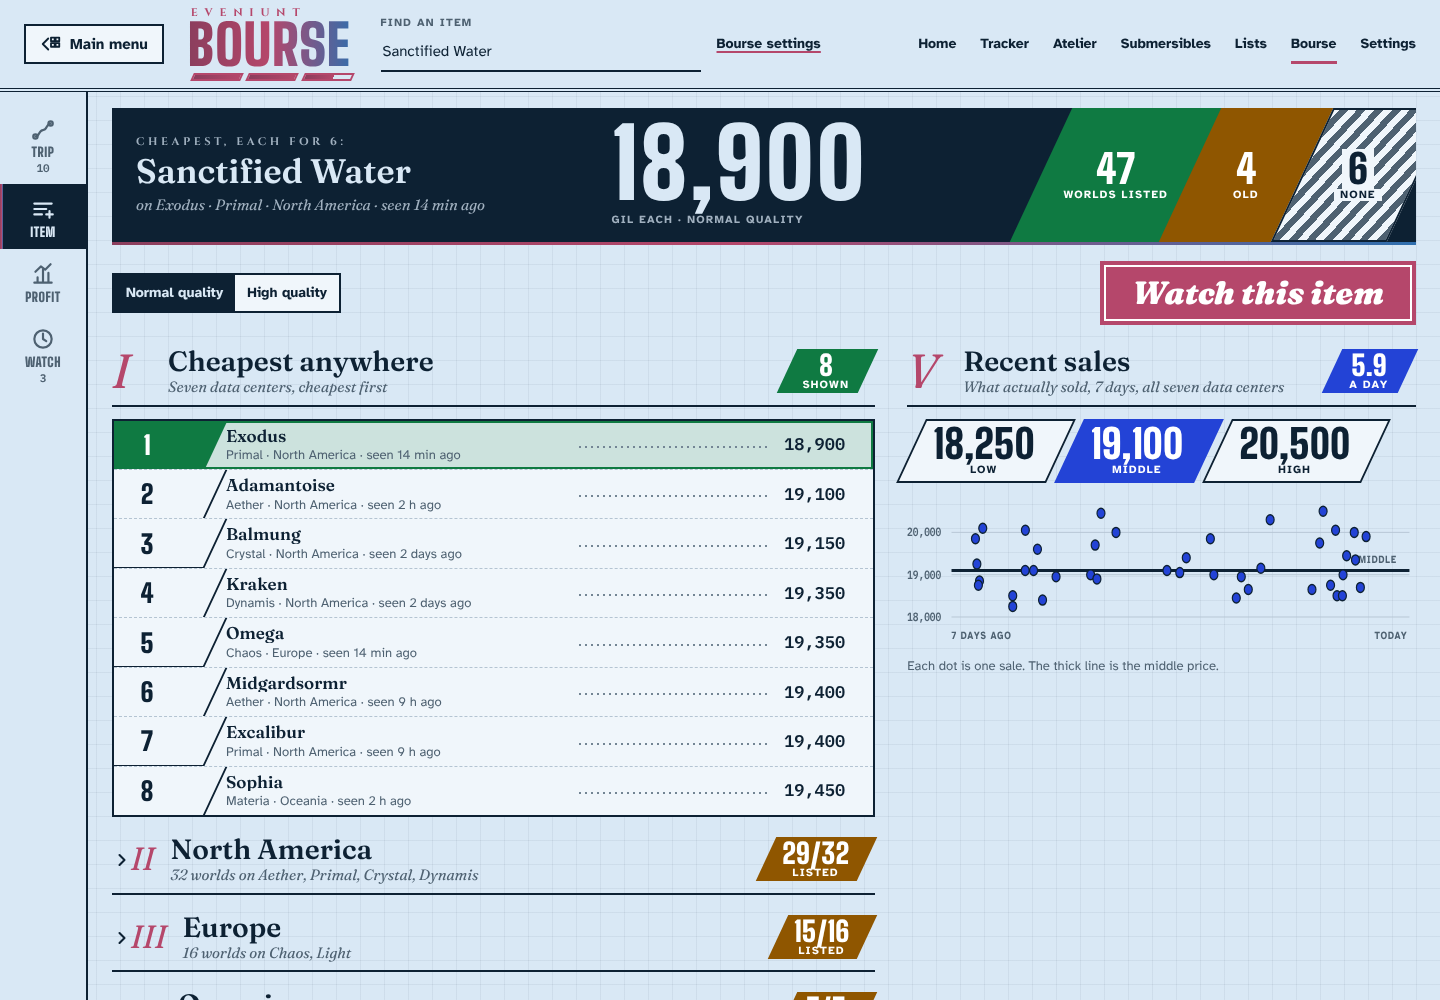 Main menu
EVENIUNT
BOURSE
FIND AN ITEM
Sanctified Water
Bourse settings
Home
Tracker
Atelier
Submersibles
Lists
Bourse
Settings
TRIP
10
ITEM
PROFIT
WATCH
3
CHEAPEST, EACH FOR 6:
Sanctified Water
on Exodus · Primal · North America · seen 14 min ago
18,900
GIL EACH · NORMAL QUALITY
47
WORLDS LISTED
4
OLD
6
NONE
Normal quality
High quality
Watch this item
I
Cheapest anywhere
Seven data centers, cheapest first
8
SHOWN
1
Exodus
Primal · North America · seen 14 min ago
18,900
2
Adamantoise
Aether · North America · seen 2 h ago
19,100
3
Balmung
Crystal · North America · seen 2 days ago
19,150
4
Kraken
Dynamis · North America · seen 2 days ago
19,350
5
Omega
Chaos · Europe · seen 14 min ago
19,350
6
Midgardsormr
Aether · North America · seen 9 h ago
19,400
7
Excalibur
Primal · North America · seen 9 h ago
19,400
8
Sophia
Materia · Oceania · seen 2 h ago
19,450
II
North America
32 worlds on Aether, Primal, Crystal, Dynamis
29/32
LISTED
III
Europe
16 worlds on Chaos, Light
15/16
LISTED
V
Recent sales
What actually sold, 7 days, all seven data centers
5.9
A DAY
18,250
LOW
19,100
MIDDLE
20,500
HIGH
20,000
19,000
18,000
MIDDLE
7 DAYS AGO
TODAY
Each dot is one sale. The thick line is the middle price.